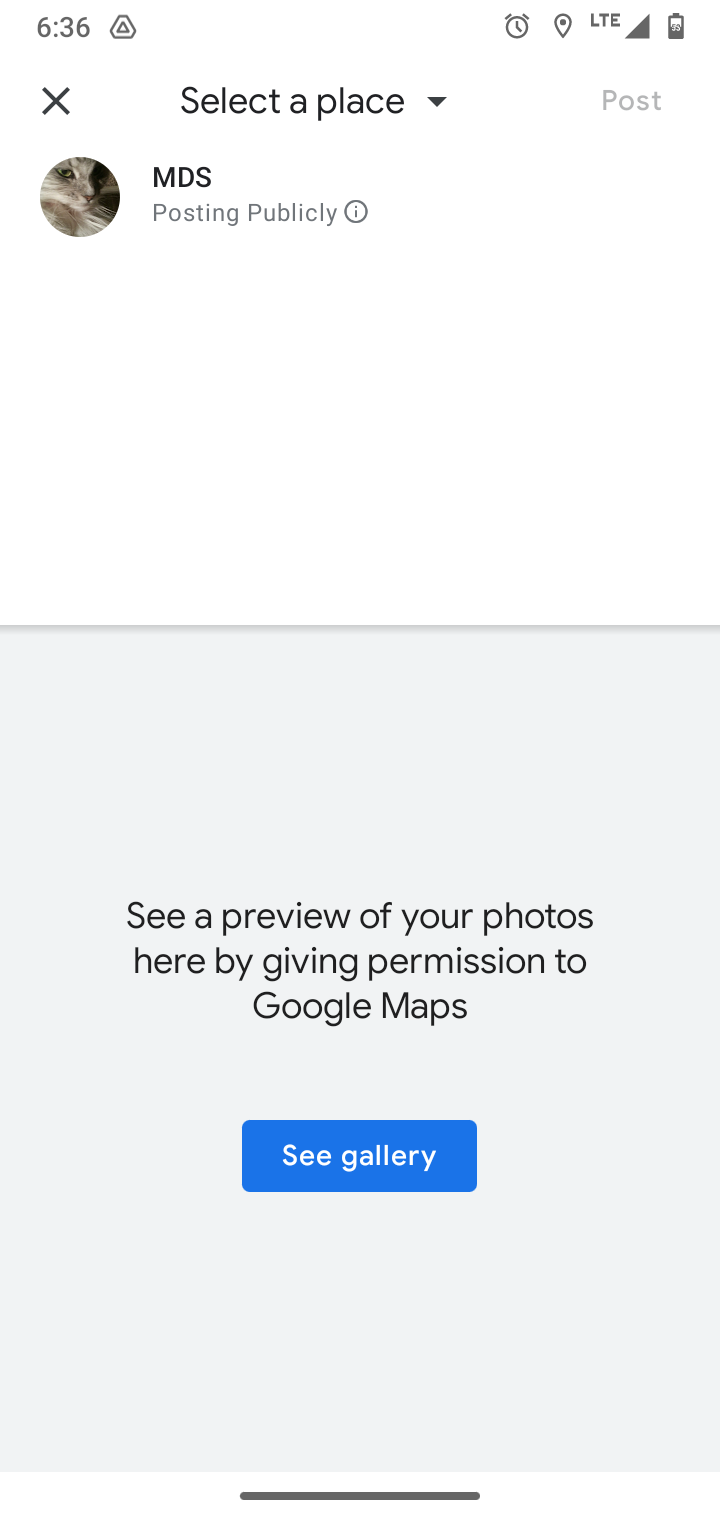 6:36 LTE
Select a place Post
MDS
Posting Publicly
See a preview of your photos
here by giving permission to
Google Maps
See gallery